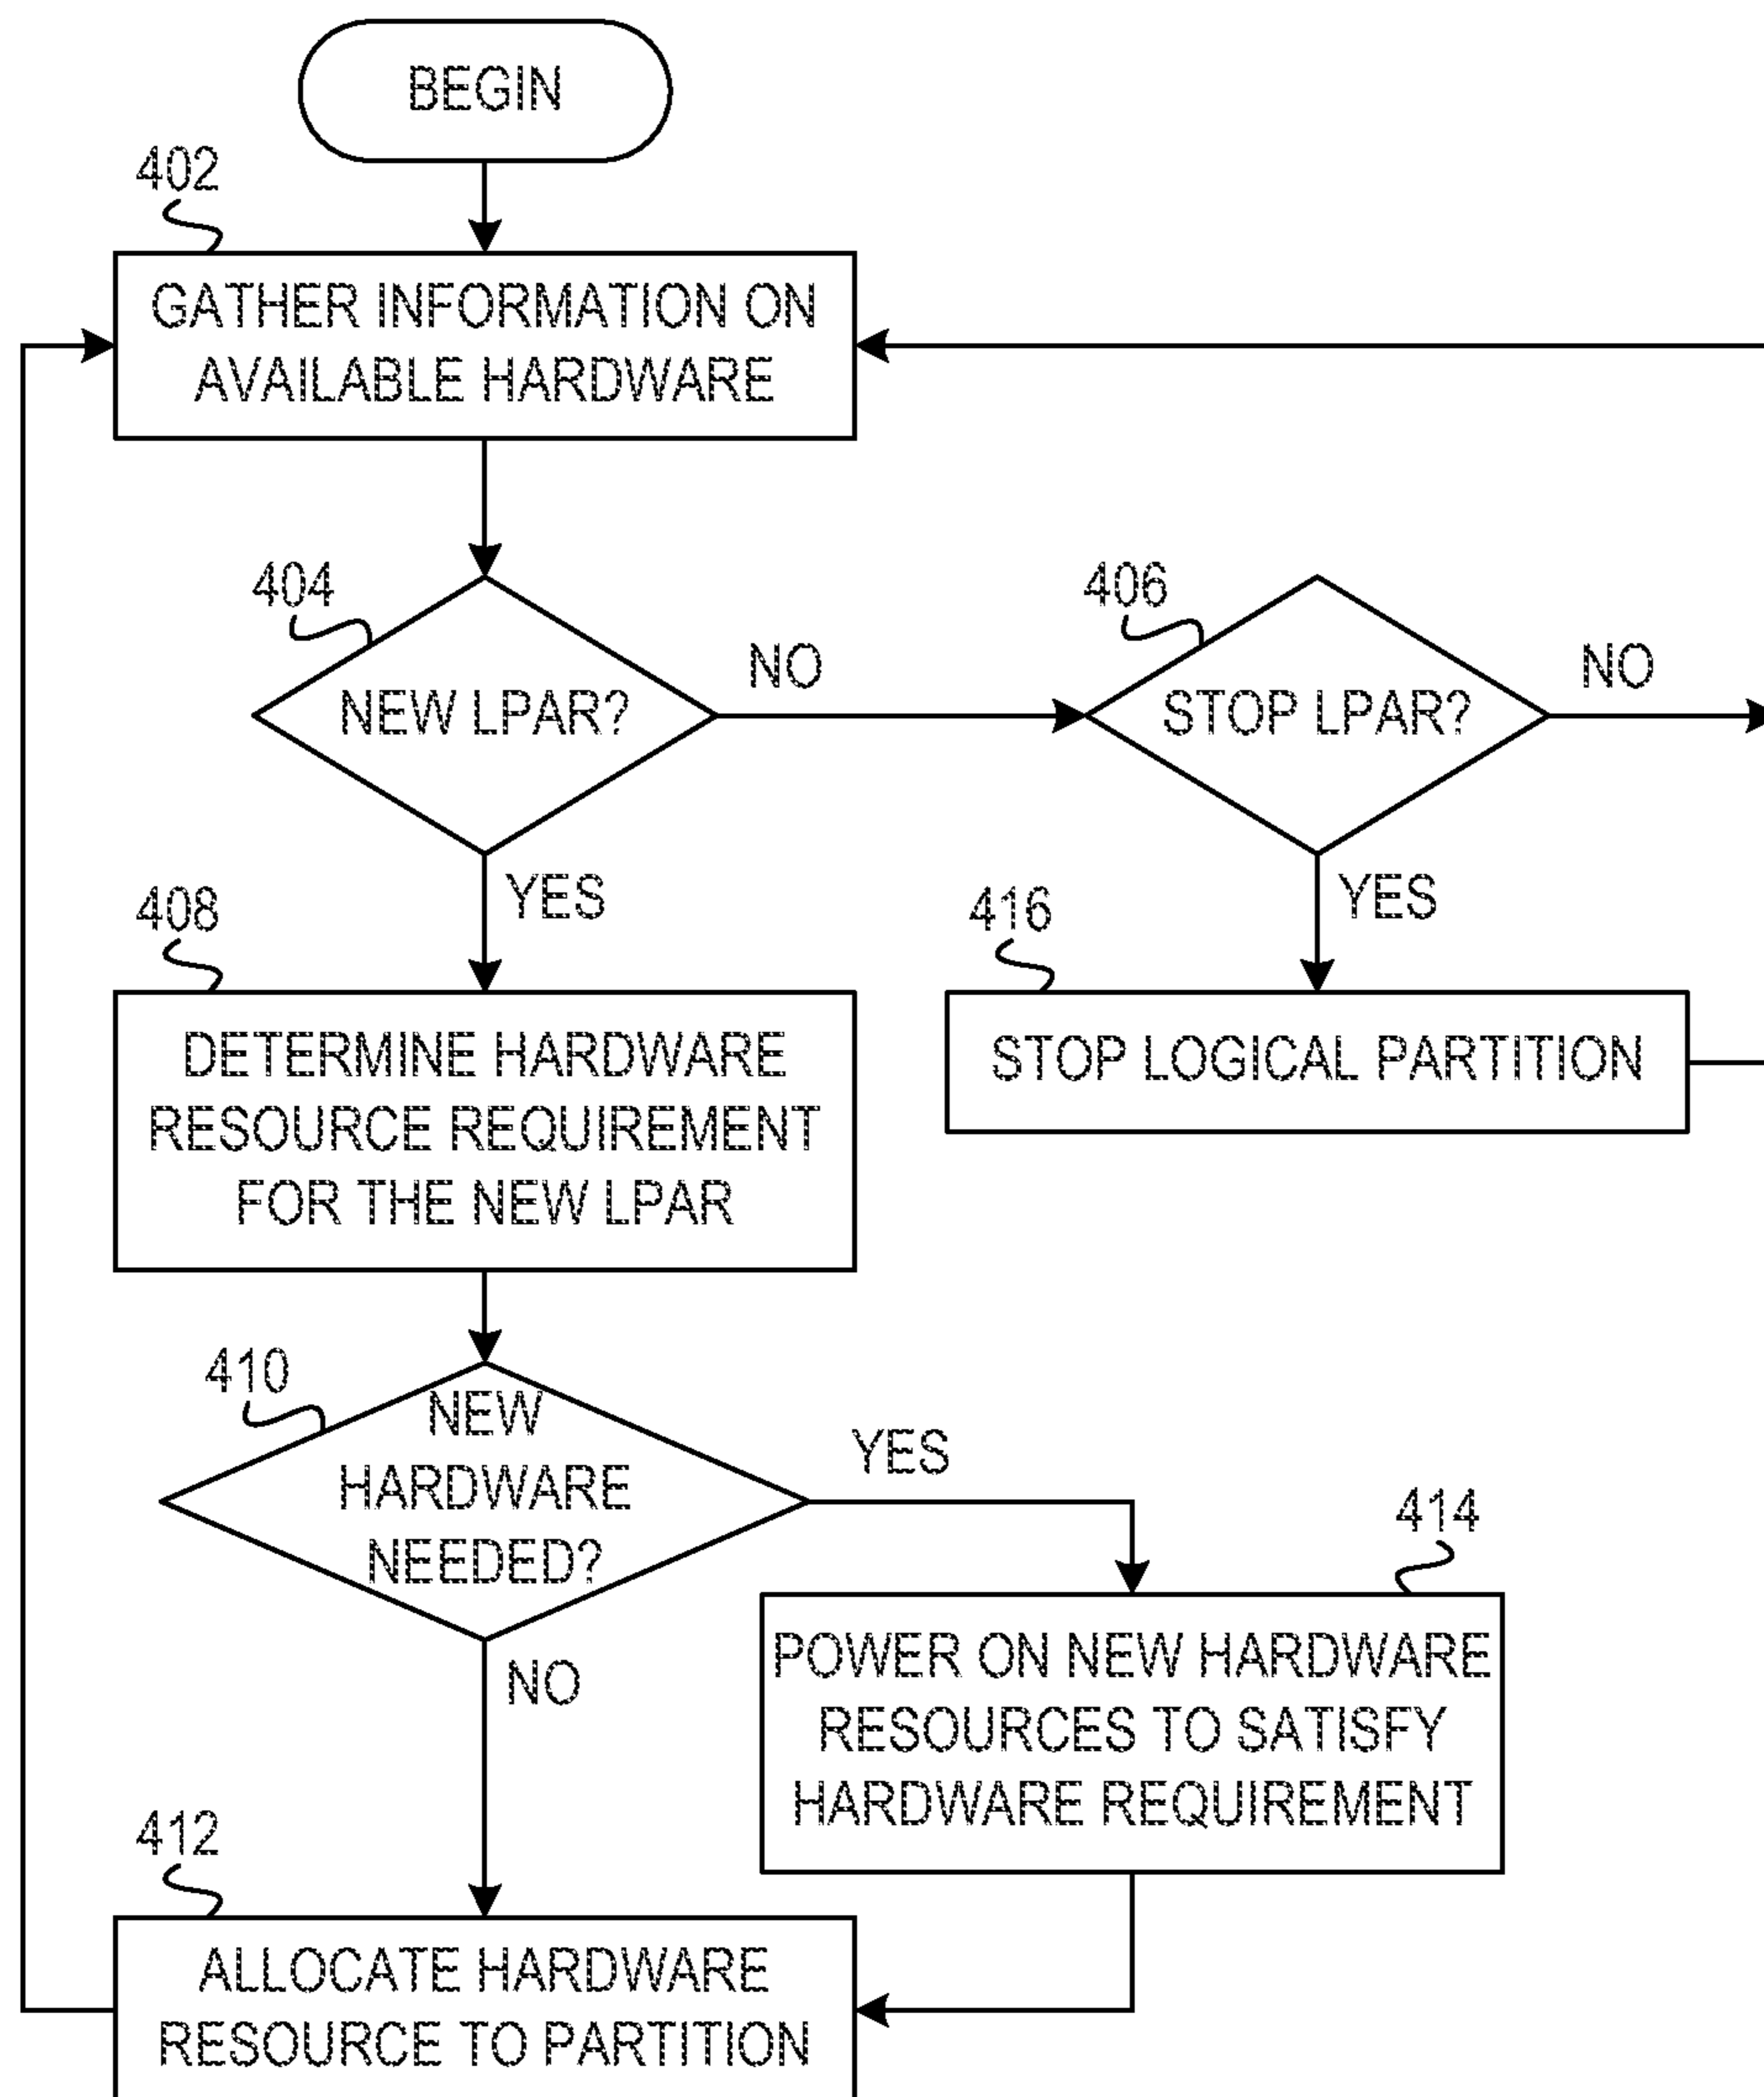 BEGIN
402
GATHER INFORMATION ON
AVAILABLE HARDWARE
404
NEW LPAR?
NO
406
STOP LPAR?
NO
YES
YES
408
DETERMINE HARDWARE
RESOURCE REQUIREMENT
FOR THE NEW LPAR
416
STOP LOGICAL PARTITION
410
NEW
HARDWARE
NEEDED?
YES
NO
414
POWER ON NEW HARDWARE
RESOURCES TO SATISFY
HARDWARE REQUIREMENT
412
ALLOCATE HARDWARE
RESOURCE TO PARTITION